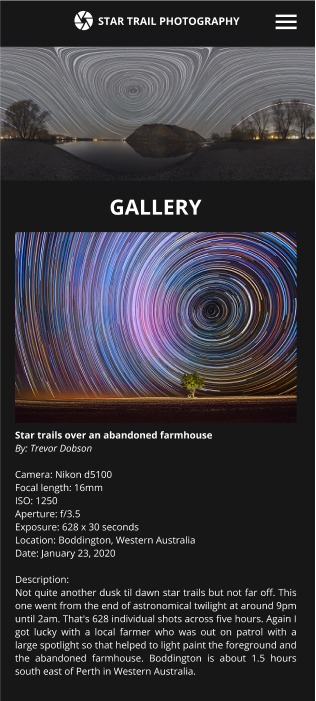 STAR TRAIL PHOTOGRAPHY
GALLERY
Star trails over an abandoned farmhouse
By: Trevor Dobson
Camera: Nikon d5100
Focal length: 16mm
ISO: 1250
Aperture: f/3.5
Exposure: 628 x 30 seconds
Location: Boddington, Western Australia
Date: January 23, 2020
Description:
Not quite another dusk til dawn star trails but not far off. This
one went from the end of astronomical twilight at around 9pm
until 2am. That's 628 individual shots across five hours. Again I
got lucky with a local farmer who was out on patrol with a
large spotlight so that helped to light paint the foreground and
the abandoned farmhouse. Boddington is about 1.5 hours
south east of Perth in Western Australia.